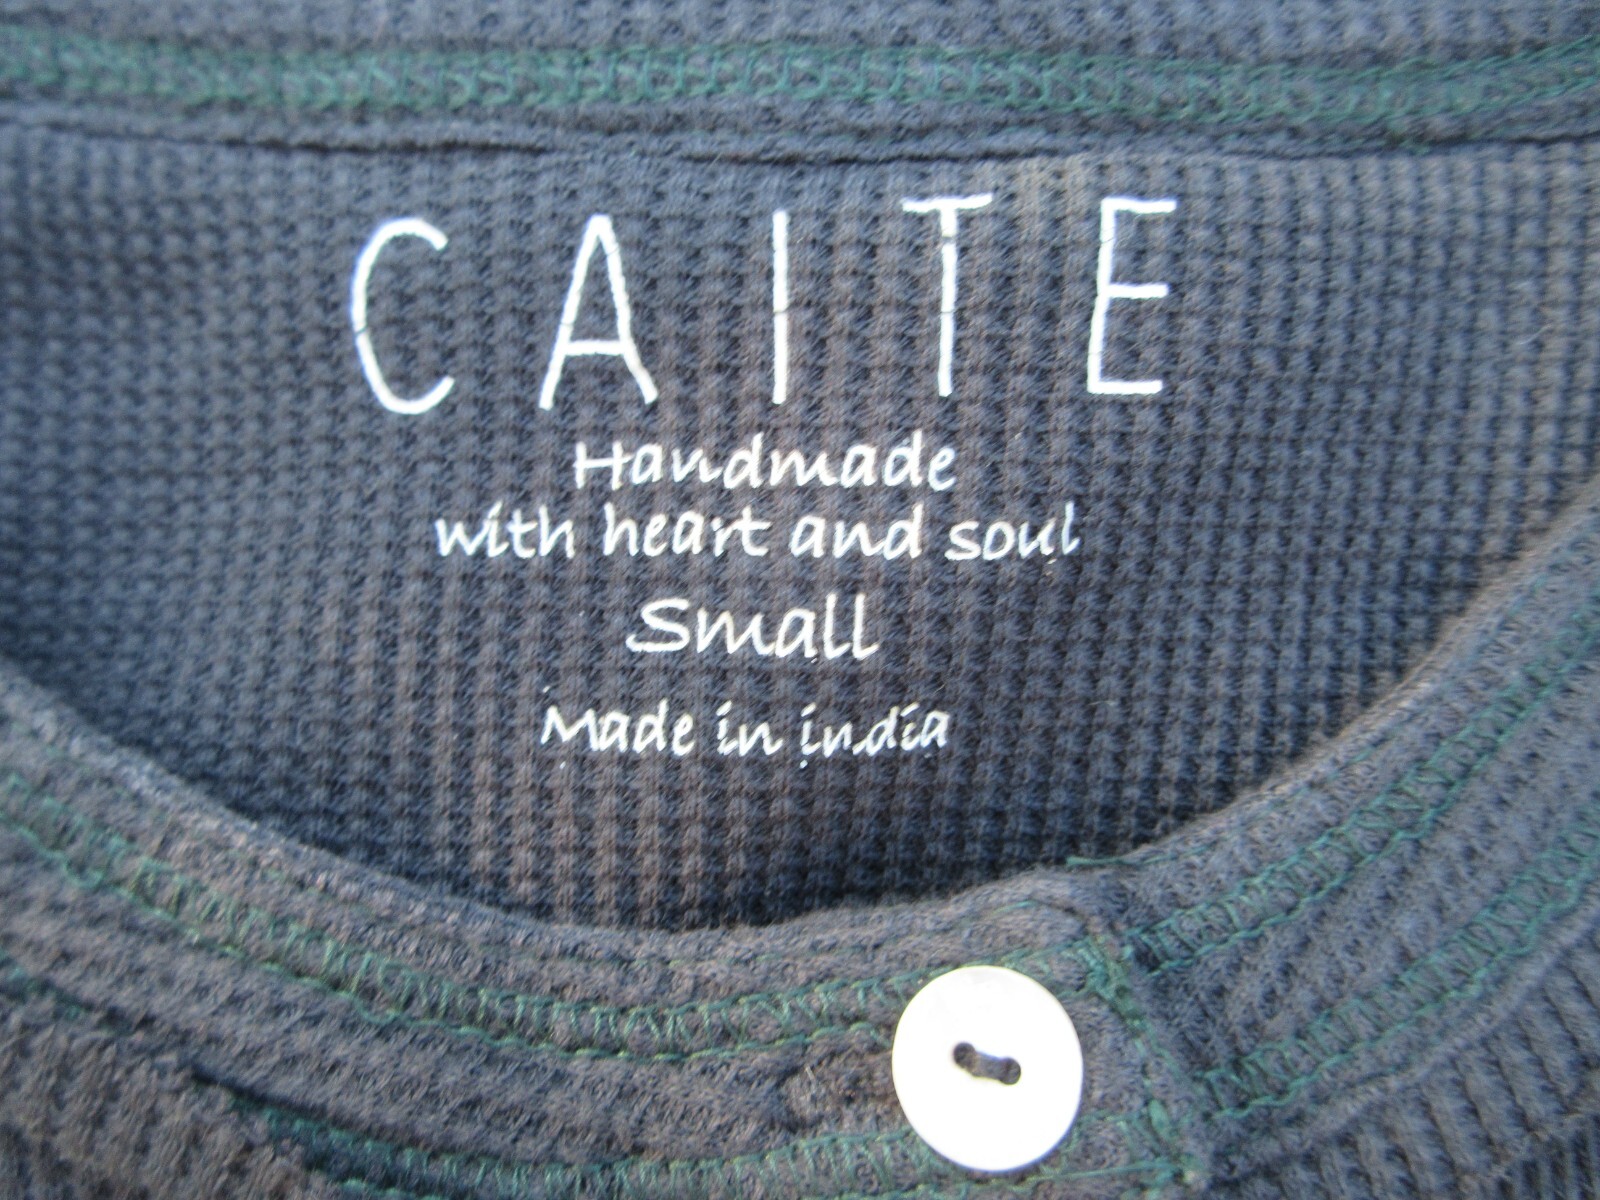 CAITE
Handmade
with heart and soul
Small
Made in india